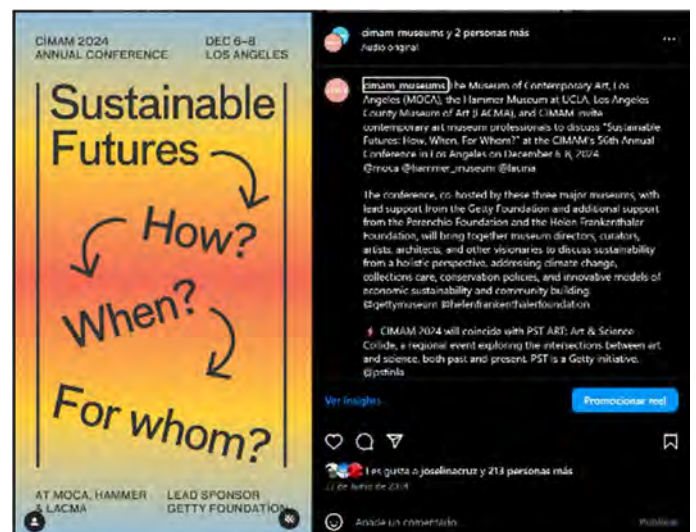 CIMAM 2024
ANNUAL CONFERENCE
DEC 6–8
LOS ANGELES
Sustainable
Futures
How?
When?
For whom?
AT MOCA, HAMMER
& LACMA
LEAD SPONSOR
GETTY FOUNDATION
cimam_museums y 2 personas más
Audio original
cimam_museums The Museum of Contemporary Art, Los
Angeles (MOCA), the Hammer Museum at UCLA, Los Angeles
County Museum of Art (LACMA), and CIMAM invite
contemporary art museum professionals to discuss "Sustainable
Futures: How, When, For Whom?" at the CIMAM's 56th Annual
Conference in Los Angeles on December 6-8, 2024
@moca @hammer_museum @lacma
The conference, co-hosted by these three major museums, with
lead support from the Getty Foundation and additional support
from the Perenchio Foundation and the Helen Frankenthaler
Foundation, will bring together museum directors, curators,
artists, architects, and other visionaries to discuss sustainability
from a holistic perspective, addressing climate change,
collections care, conservation policies, and innovative models of
economic sustainability and community building.
@gettymuseum @helenfrankenthalerfoundation
CIMAM 2024 will coincide with PST ART: Art & Science
Collide, a regional event exploring the intersections between art
and science, both past and present. PST is a Getty initiative.
@pstinla
Ver insights
Promocionar reel
Les gusta a joselinacruz y 213 personas más
de junio de 2024
Añade un comentario
Publicar